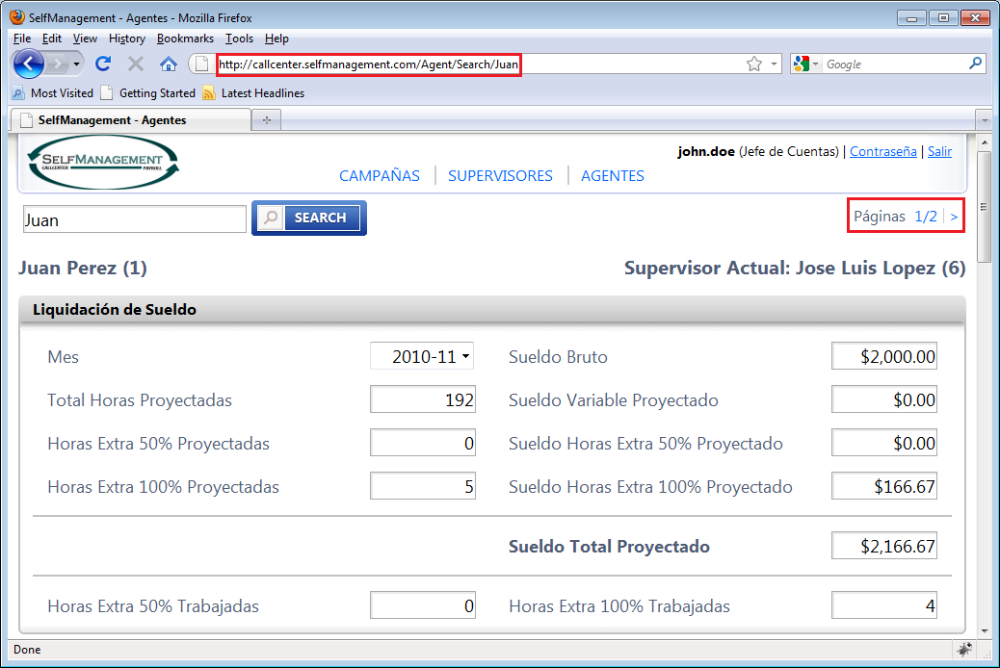 SelfManagement - Agentes - Mozilla Firefox
File Edit View History Bookmarks Tools Help
http://callcenter.selfmanagement.com/Agent/Search/Juan
Google
Most Visited Getting Started Latest Headlines
SelfManagement - Agentes
SELFMANAGEMENT
CALLCENTER PAYROLL
john.doe (Jefe de Cuentas) | Contraseña | Salir
CAMPAÑAS | SUPERVISORES | AGENTES
Juan SEARCH Páginas 1/2 | >
Juan Perez (1) Supervisor Actual: Jose Luis Lopez (6)
Liquidación de Sueldo
Mes 2010-11 Sueldo Bruto $2,000.00
Total Horas Proyectadas 192 Sueldo Variable Proyectado $0.00
Horas Extra 50% Proyectadas 0 Sueldo Horas Extra 50% Proyectado $0.00
Horas Extra 100% Proyectadas 5 Sueldo Horas Extra 100% Proyectado $166.67
Sueldo Total Proyectado $2,166.67
Horas Extra 50% Trabajadas 0 Horas Extra 100% Trabajadas 4
Done